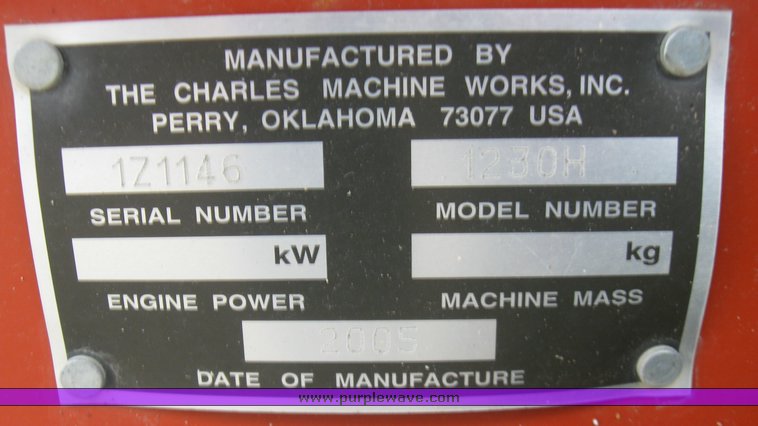 MANUFACTURED BY
THE CHARLES MACHINE WORKS, INC.
PERRY, OKLAHOMA 73077 USA
1Z1146 1230H
SERIAL NUMBER MODEL NUMBER
kW kg
ENGINE POWER MACHINE MASS
2005
DATE OF MANUFACTURE
www.purplewave.com